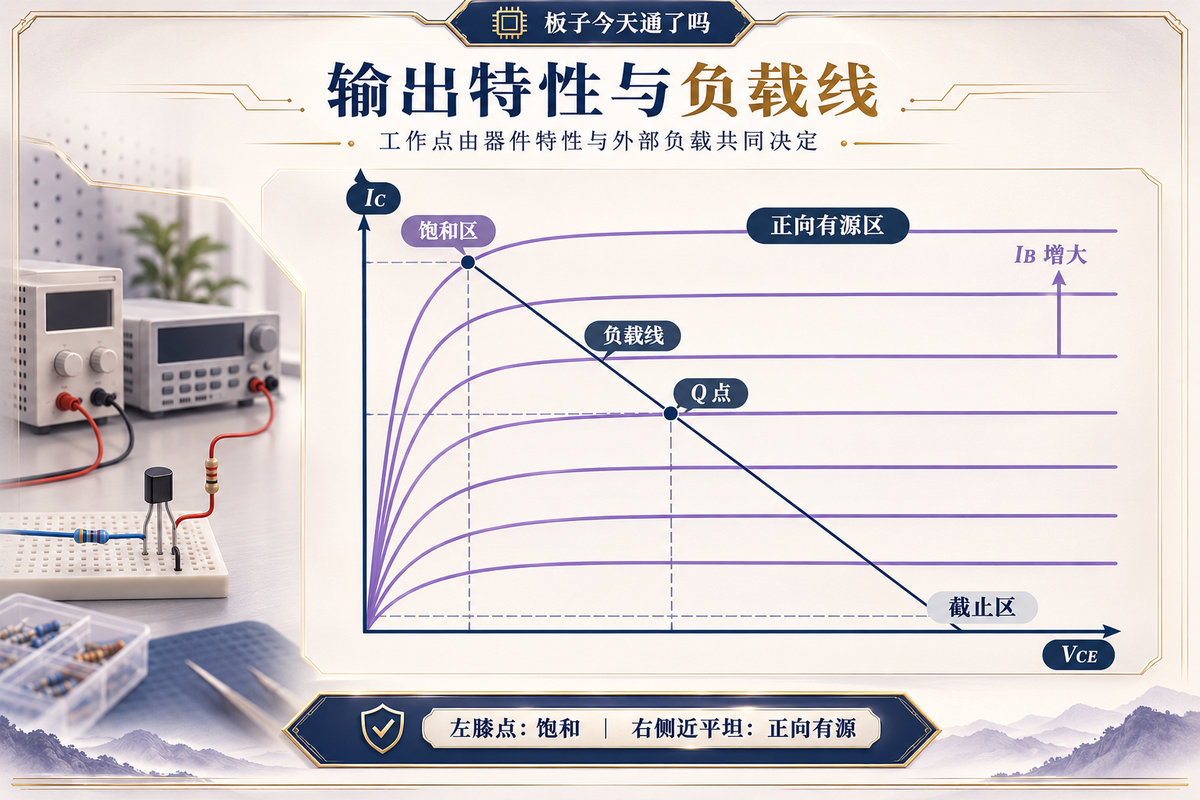 板子今天通了吗
输出特性与负载线
工作点由器件特性与外部负载共同决定
IC
饱和区
正向有源区
IB 增大
负载线
Q 点
截止区
VCE
左膝点：饱和 | 右侧近平坦：正向有源